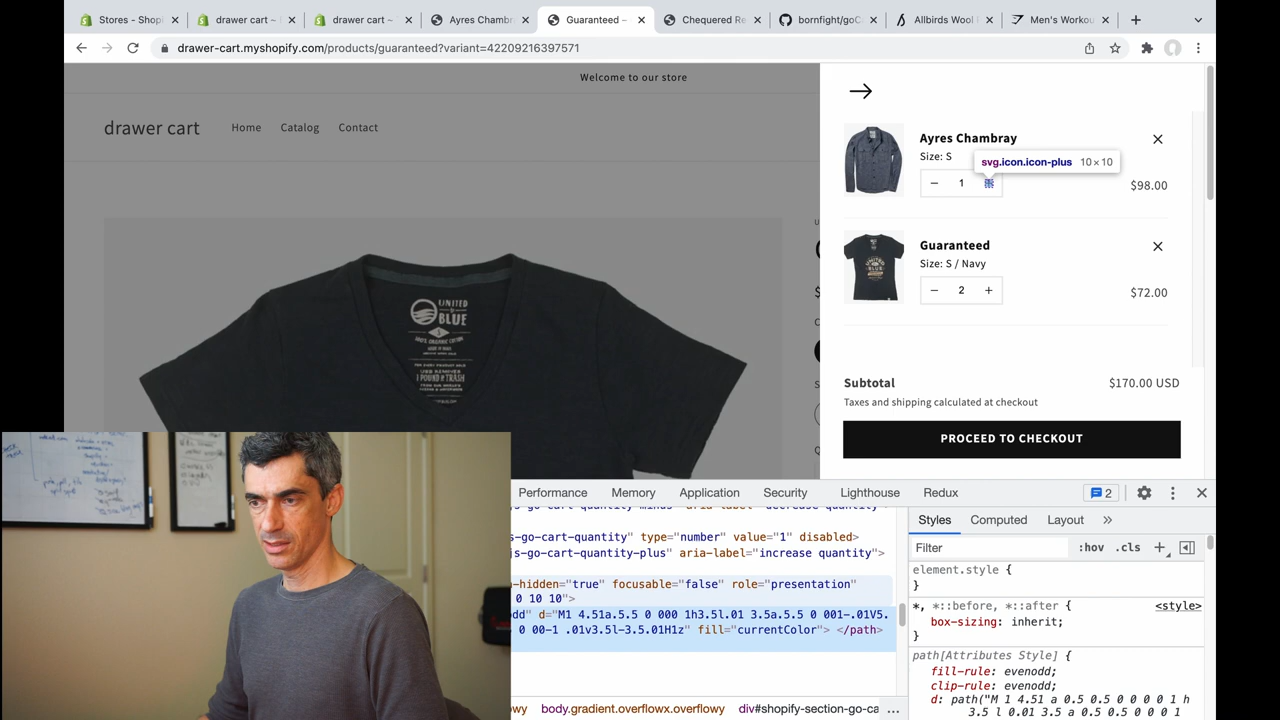 Stores - Shopi
drawer cart ~
drawer cart ~
Ayres Chambr
Guaranteed –
Chequered Re
bornfight/goC
Allbirds Wool
Men's Workou
drawer-cart.myshopify.com/products/guaranteed?variant=42209216397571
Welcome to our store
drawer cart
Home
Catalog
Contact
UNITED
by
BLUE
Ayres Chambray
Size: S
svg.icon.icon-plus 10×10
− 1
$98.00
Guaranteed
Size: S / Navy
− 2 +
$72.00
Subtotal
$170.00 USD
Taxes and shipping calculated at checkout
PROCEED TO CHECKOUT
Performance
Memory
Application
Security
Lighthouse
Redux
2
s-go-cart-quantity" type="number" value="1" disabled>
js-go-cart-quantity-plus" aria-label="increase quantity">
-hidden="true" focusable="false" role="presentation"
0 10 10">
dd" d="M1 4.51a.5.5 0 000 1h3.5l.01 3.5a.5.5 0 001-.01V5.
0 00-1 .01v3.5l-3.5.01H1z" fill="currentColor"> </path>
owy body.gradient.overflowx.overflowy div#shopify-section-go-ca ...
Styles
Computed
Layout
»
Filter
:hov .cls +
element.style {
}
*, *::before, *::after {
<style>
box-sizing: inherit;
}
path[Attributes Style] {
fill-rule: evenodd;
clip-rule: evenodd;
d: path("M 1 4.51 a 0.5 0.5 0 0 0 0 1 h
3.5 l 0.01 3.5 a 0.5 0.5 0 0 0 1